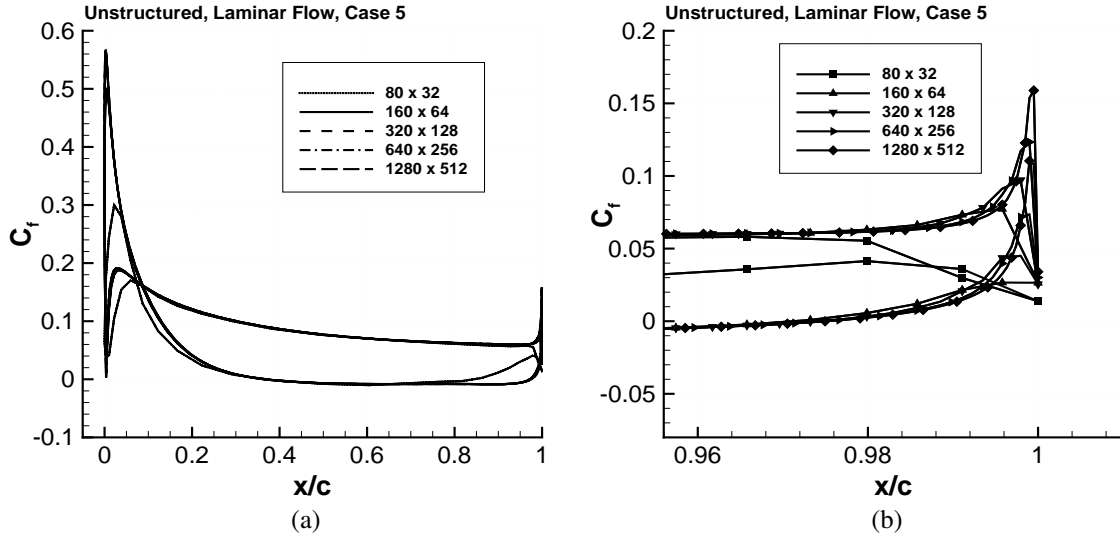 Unstructured, Laminar Flow, Case 5
0.6
0.5
0.4
0.3
0.2
0.1
0
-0.1
C_f
80 x 32
160 x 64
320 x 128
640 x 256
1280 x 512
0 0.2 0.4 0.6 0.8 1
x/c
(a)
Unstructured, Laminar Flow, Case 5
0.2
0.15
0.1
0.05
0
-0.05
C_f
80 x 32
160 x 64
320 x 128
640 x 256
1280 x 512
0.96 0.98 1
x/c
(b)